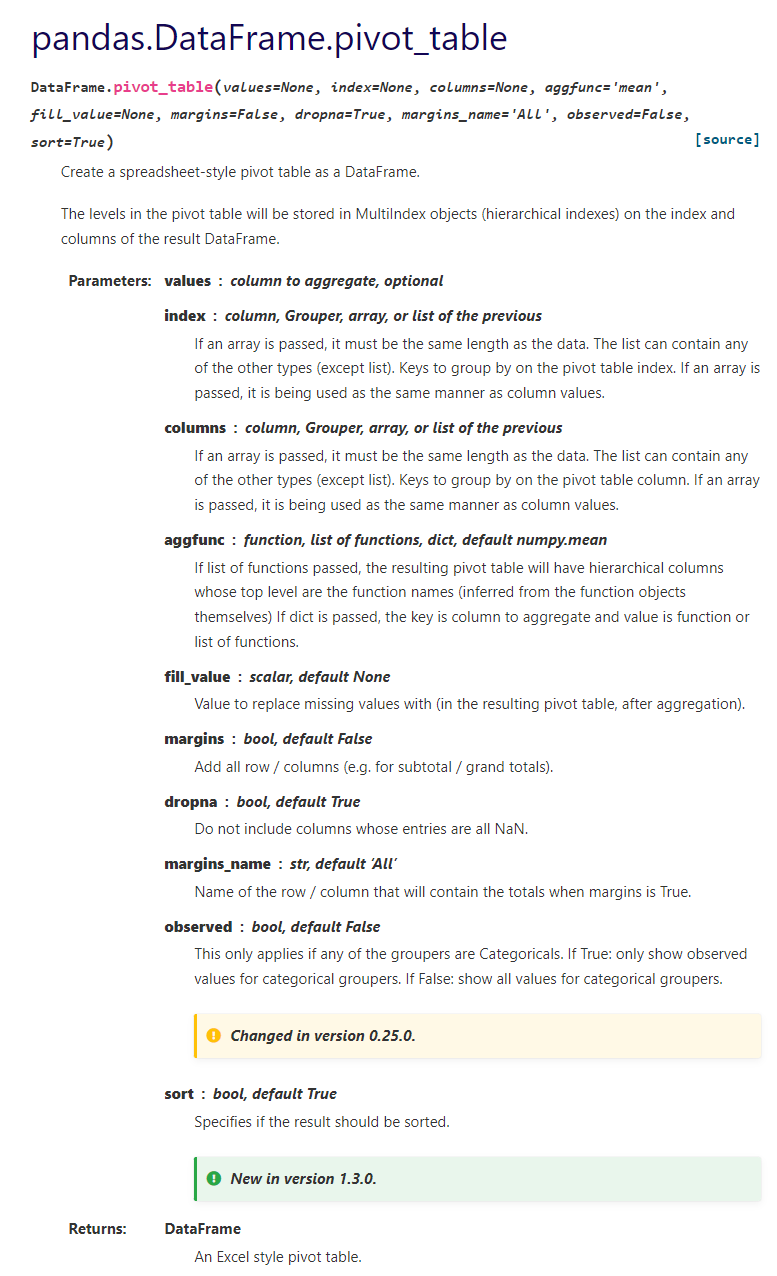 pandas.DataFrame.pivot_table
DataFrame.pivot_table(values=None, index=None, columns=None, aggfunc='mean',
fill_value=None, margins=False, dropna=True, margins_name='All', observed=False,
sort=True)
[source]
Create a spreadsheet-style pivot table as a DataFrame.
The levels in the pivot table will be stored in MultiIndex objects (hierarchical indexes) on the index and
columns of the result DataFrame.
Parameters: values : column to aggregate, optional
index : column, Grouper, array, or list of the previous
If an array is passed, it must be the same length as the data. The list can contain any
of the other types (except list). Keys to group by on the pivot table index. If an array is
passed, it is being used as the same manner as column values.
columns : column, Grouper, array, or list of the previous
If an array is passed, it must be the same length as the data. The list can contain any
of the other types (except list). Keys to group by on the pivot table column. If an array
is passed, it is being used as the same manner as column values.
aggfunc : function, list of functions, dict, default numpy.mean
If list of functions passed, the resulting pivot table will have hierarchical columns
whose top level are the function names (inferred from the function objects
themselves) If dict is passed, the key is column to aggregate and value is function or
list of functions.
fill_value : scalar, default None
Value to replace missing values with (in the resulting pivot table, after aggregation).
margins : bool, default False
Add all row / columns (e.g. for subtotal / grand totals).
dropna : bool, default True
Do not include columns whose entries are all NaN.
margins_name : str, default ‘All’
Name of the row / column that will contain the totals when margins is True.
observed : bool, default False
This only applies if any of the groupers are Categoricals. If True: only show observed
values for categorical groupers. If False: show all values for categorical groupers.
Changed in version 0.25.0.
sort : bool, default True
Specifies if the result should be sorted.
New in version 1.3.0.
Returns: DataFrame
An Excel style pivot table.